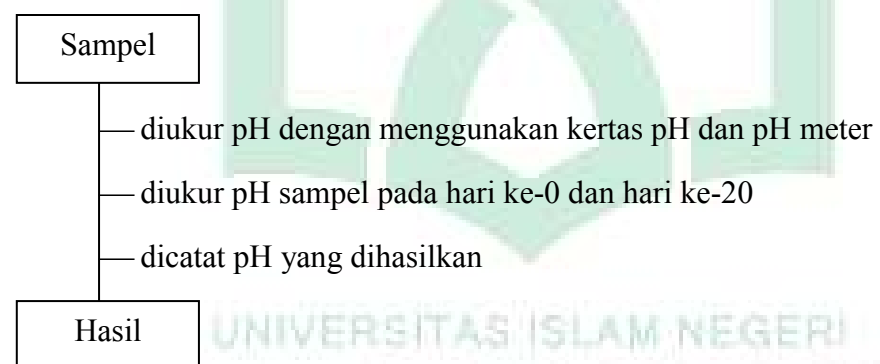 Sampel
diukur pH dengan menggunakan kertas pH dan pH meter
diukur pH sampel pada hari ke-0 dan hari ke-20
dicatat pH yang dihasilkan
Hasil
UNIVERSITAS ISLAM NEGERI